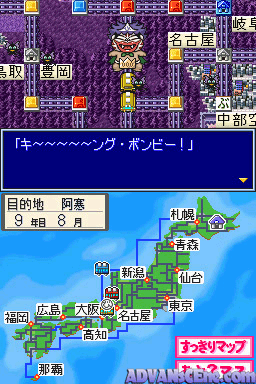 岐阜
名古屋
鳥取
豊岡
ぶ
中部空
「キ～～～～～ング・ボンビー！」
目的地 阿寒
9年目 8月
札幌
青森
新潟
仙台
広島
大阪
東京
福岡
名古屋
高知
那覇
すっきりマップ
ADVANSCENE.com